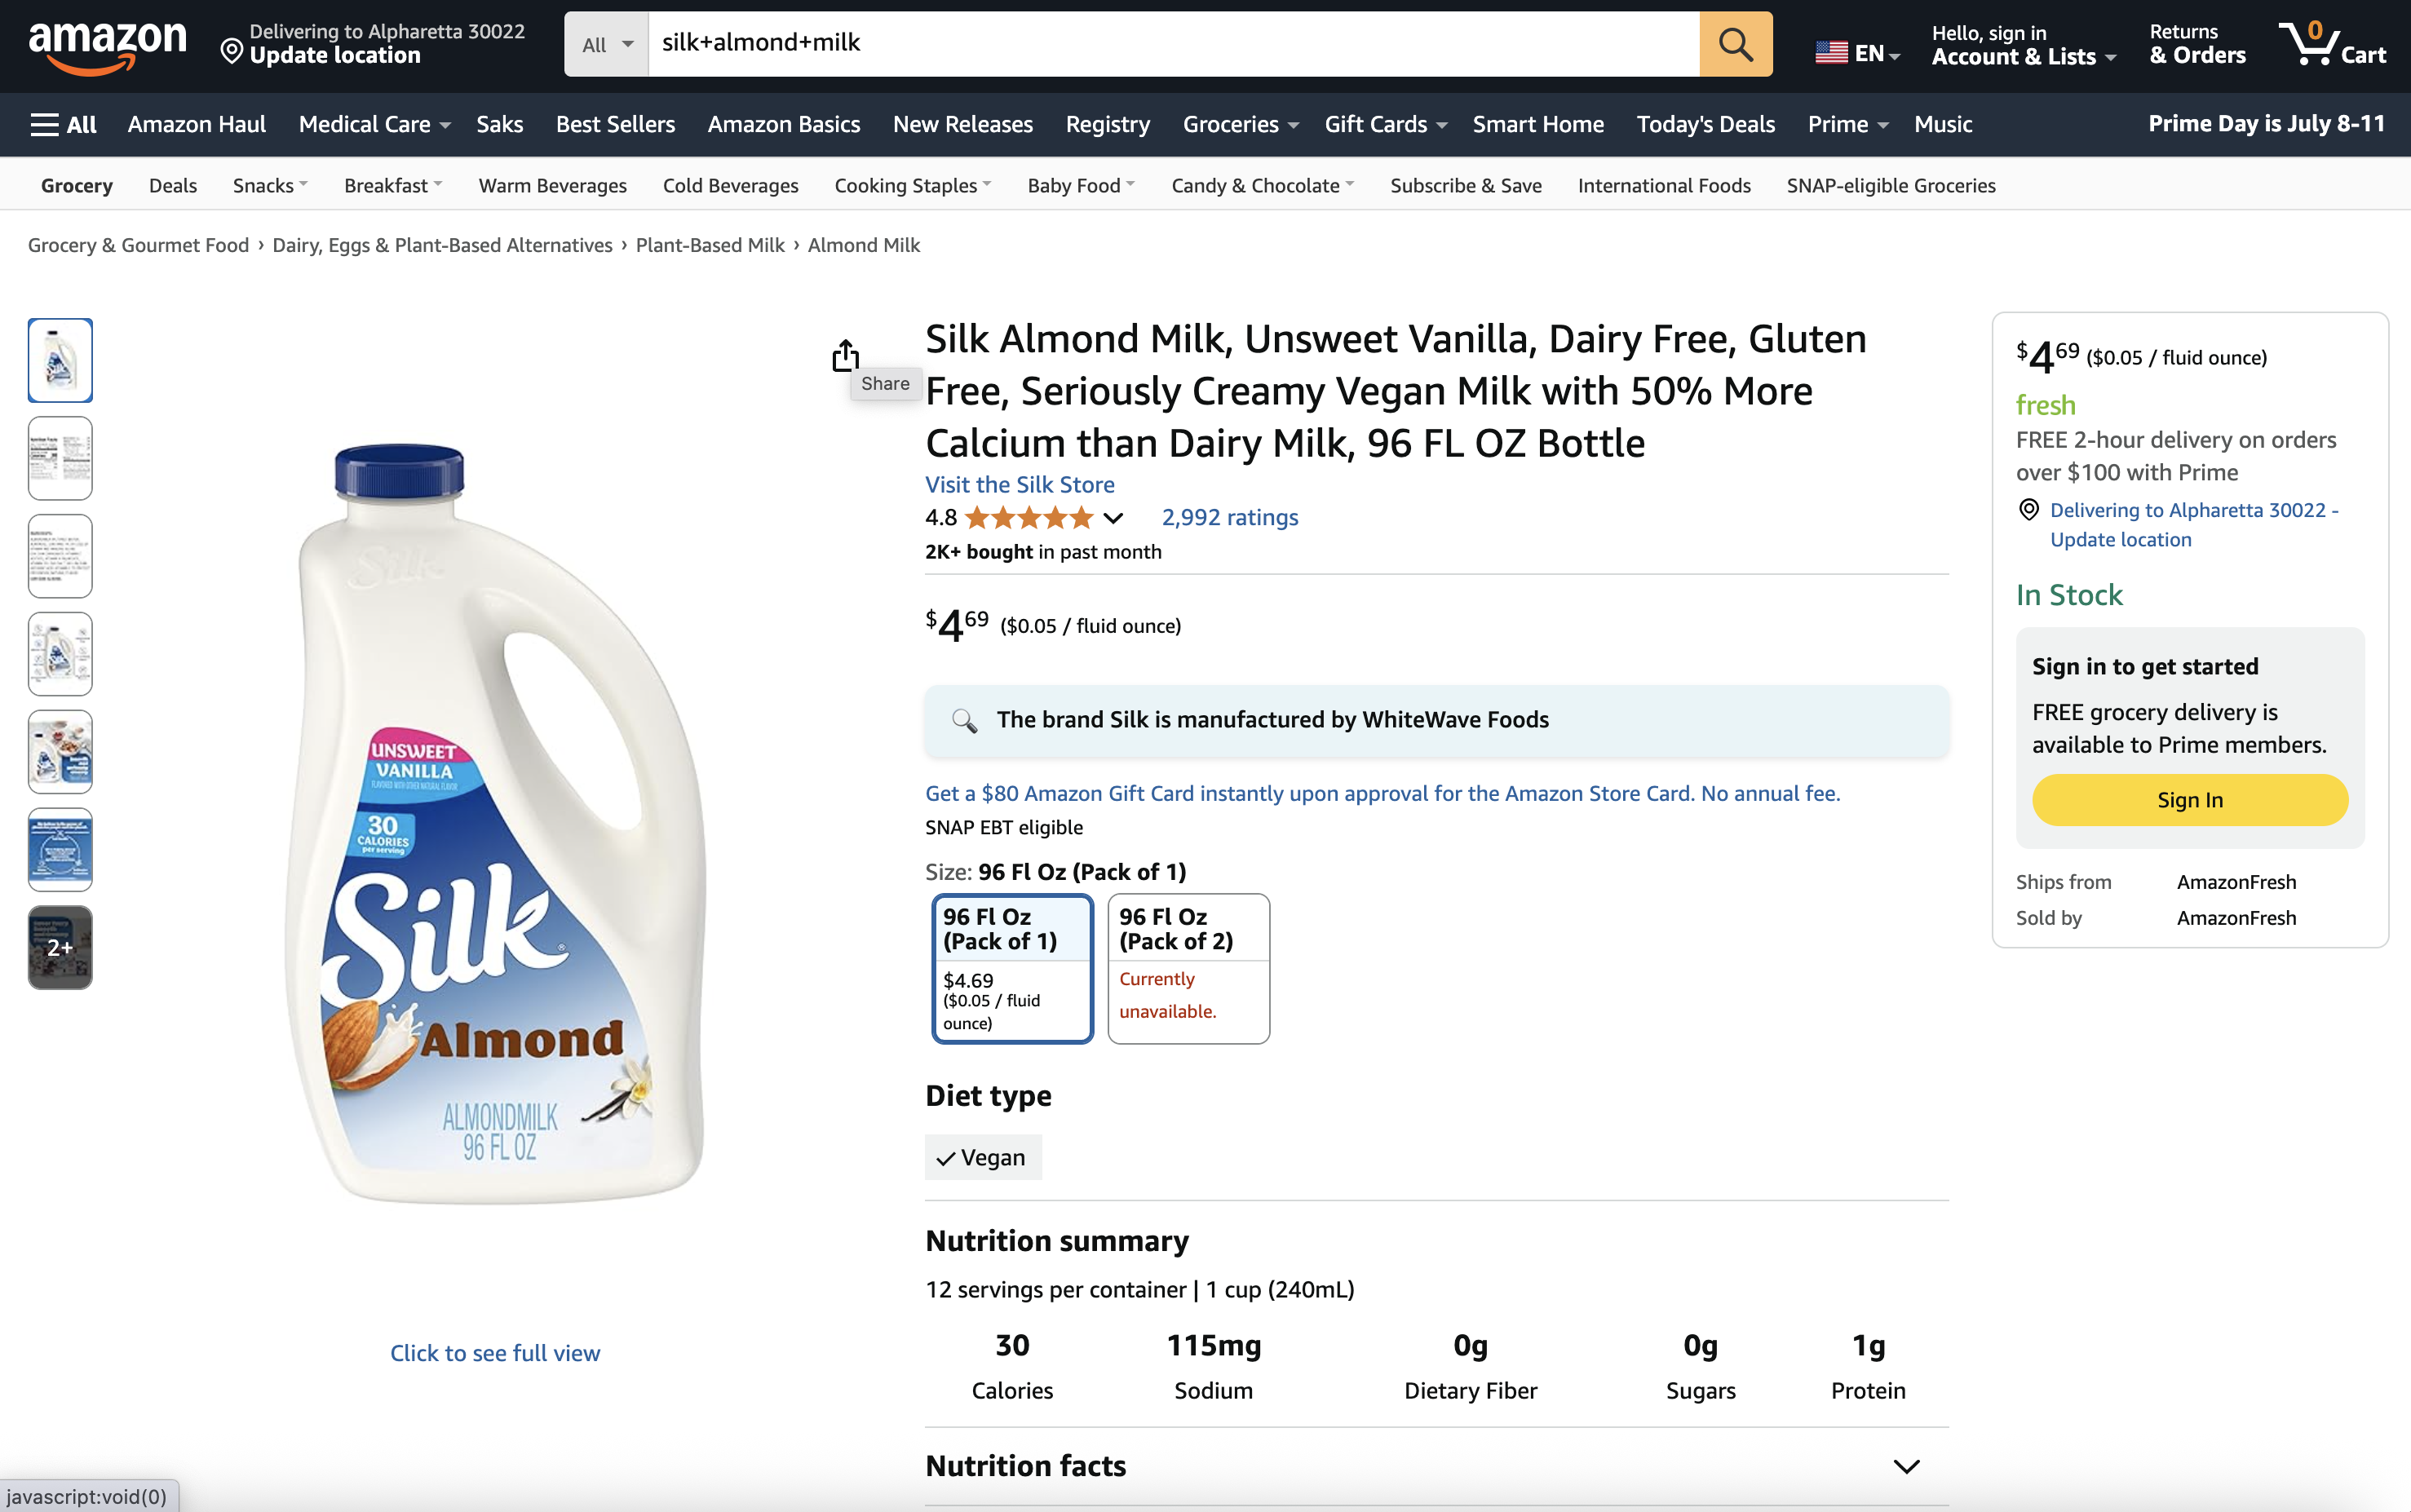 amazon
Delivering to Alpharetta 30022
Update location
All
silk+almond+milk
EN
Hello, sign in
Account & Lists
Returns
& Orders
0
Cart
All
Amazon Haul
Medical Care
Saks
Best Sellers
Amazon Basics
New Releases
Registry
Groceries
Gift Cards
Smart Home
Today's Deals
Prime
Music
Prime Day is July 8-11
Grocery
Deals
Snacks
Breakfast
Warm Beverages
Cold Beverages
Cooking Staples
Baby Food
Candy & Chocolate
Subscribe & Save
International Foods
SNAP-eligible Groceries
Grocery & Gourmet Food › Dairy, Eggs & Plant-Based Alternatives › Plant-Based Milk › Almond Milk
2+
Share
Silk
UNSWEET
VANILLA
FLAVORED WITH OTHER NATURAL FLAVOR
30
CALORIES
per serving
Silk®
Almond
ALMONDMILK
96 FL OZ
Click to see full view
Silk Almond Milk, Unsweet Vanilla, Dairy Free, Gluten
Free, Seriously Creamy Vegan Milk with 50% More
Calcium than Dairy Milk, 96 FL OZ Bottle
Visit the Silk Store
4.8
2,992 ratings
2K+ bought in past month
$4.69 ($0.05 / fluid ounce)
The brand Silk is manufactured by WhiteWave Foods
Get a $80 Amazon Gift Card instantly upon approval for the Amazon Store Card. No annual fee.
SNAP EBT eligible
Size: 96 Fl Oz (Pack of 1)
96 Fl Oz
(Pack of 1)
$4.69
($0.05 / fluid
ounce)
96 Fl Oz
(Pack of 2)
Currently
unavailable.
Diet type
Vegan
Nutrition summary
12 servings per container | 1 cup (240mL)
30
Calories
115mg
Sodium
0g
Dietary Fiber
0g
Sugars
1g
Protein
Nutrition facts
$4.69 ($0.05 / fluid ounce)
fresh
FREE 2-hour delivery on orders
over $100 with Prime
Delivering to Alpharetta 30022 -
Update location
In Stock
Sign in to get started
FREE grocery delivery is
available to Prime members.
Sign In
Ships from
AmazonFresh
Sold by
AmazonFresh
javascript:void(0)